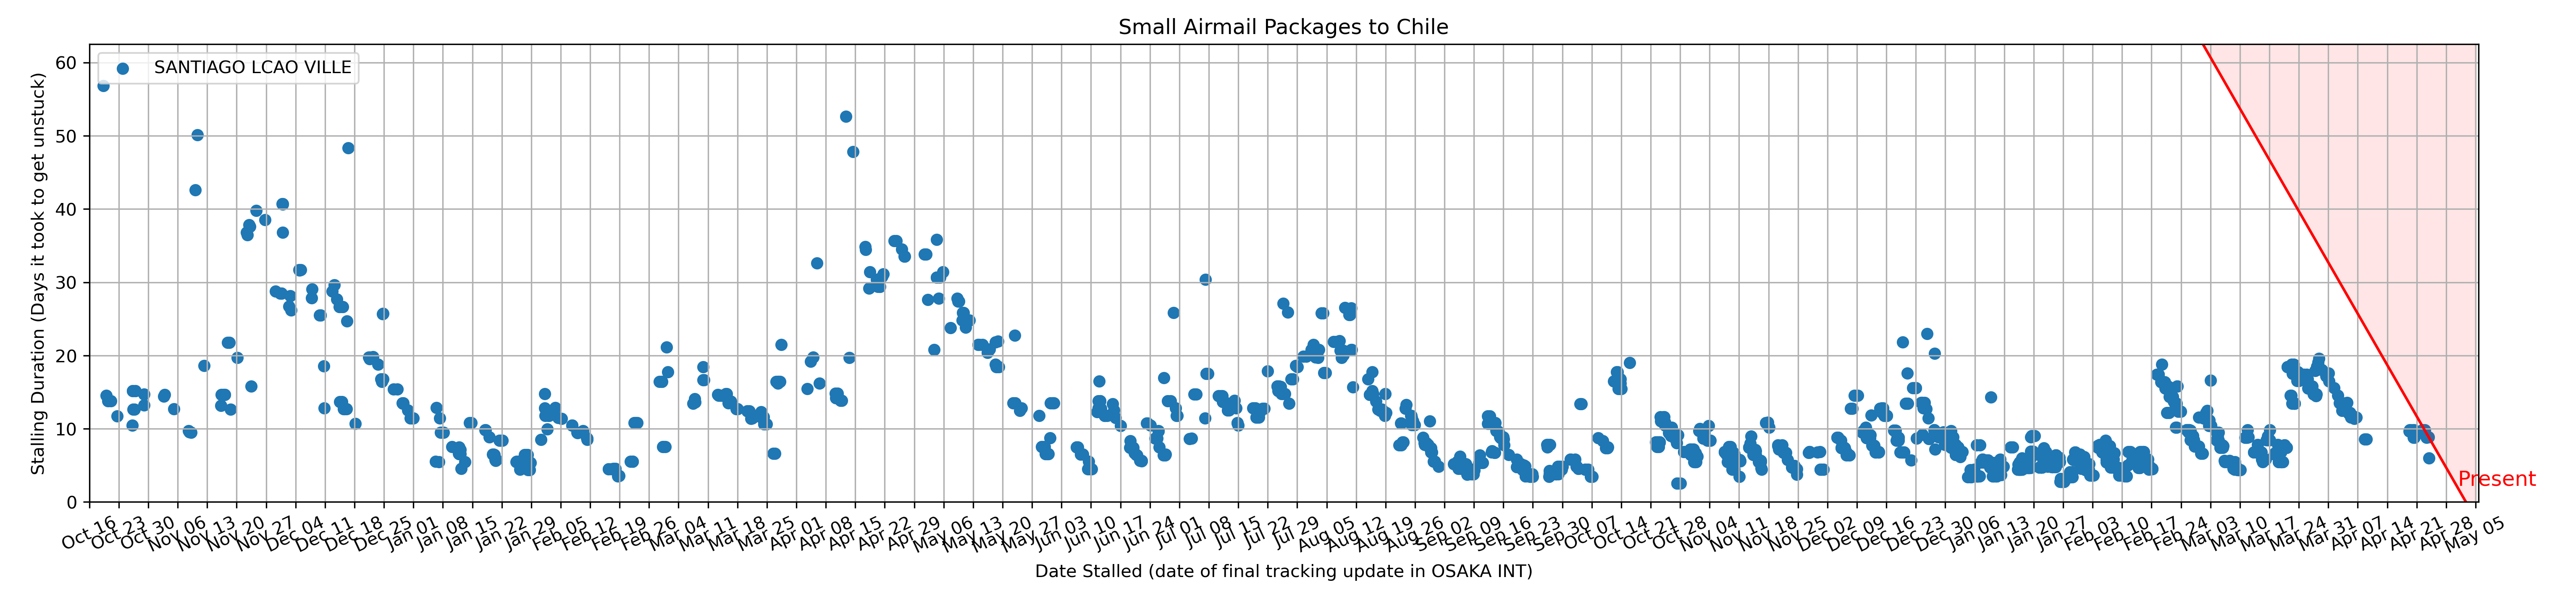 Small Airmail Packages to Chile
SANTIAGO LCAO VILLE
Stalling Duration (Days it took to get unstuck)
60
50
40
30
20
10
0
Present
Oct 16
Oct 23
Oct 30
Nov 06
Nov 13
Nov 20
Nov 27
Dec 04
Dec 11
Dec 18
Dec 25
Jan 01
Jan 08
Jan 15
Jan 22
Jan 29
Feb 05
Feb 12
Feb 19
Feb 26
Mar 04
Mar 11
Mar 18
Mar 25
Apr 01
Apr 08
Apr 15
Apr 22
Apr 29
May 06
May 13
May 20
May 27
Jun 03
Jun 10
Jun 17
Jun 24
Jul 01
Jul 08
Jul 15
Jul 22
Jul 29
Aug 05
Aug 12
Aug 19
Aug 26
Sep 02
Sep 09
Sep 16
Sep 23
Sep 30
Oct 07
Oct 14
Oct 21
Oct 28
Nov 04
Nov 11
Nov 18
Nov 25
Dec 02
Dec 09
Dec 16
Dec 23
Dec 30
Jan 06
Jan 13
Jan 20
Jan 27
Feb 03
Feb 10
Feb 17
Feb 24
Mar 03
Mar 10
Mar 17
Mar 24
Mar 31
Apr 07
Apr 14
Apr 21
Apr 28
May 05
Date Stalled (date of final tracking update in OSAKA INT)